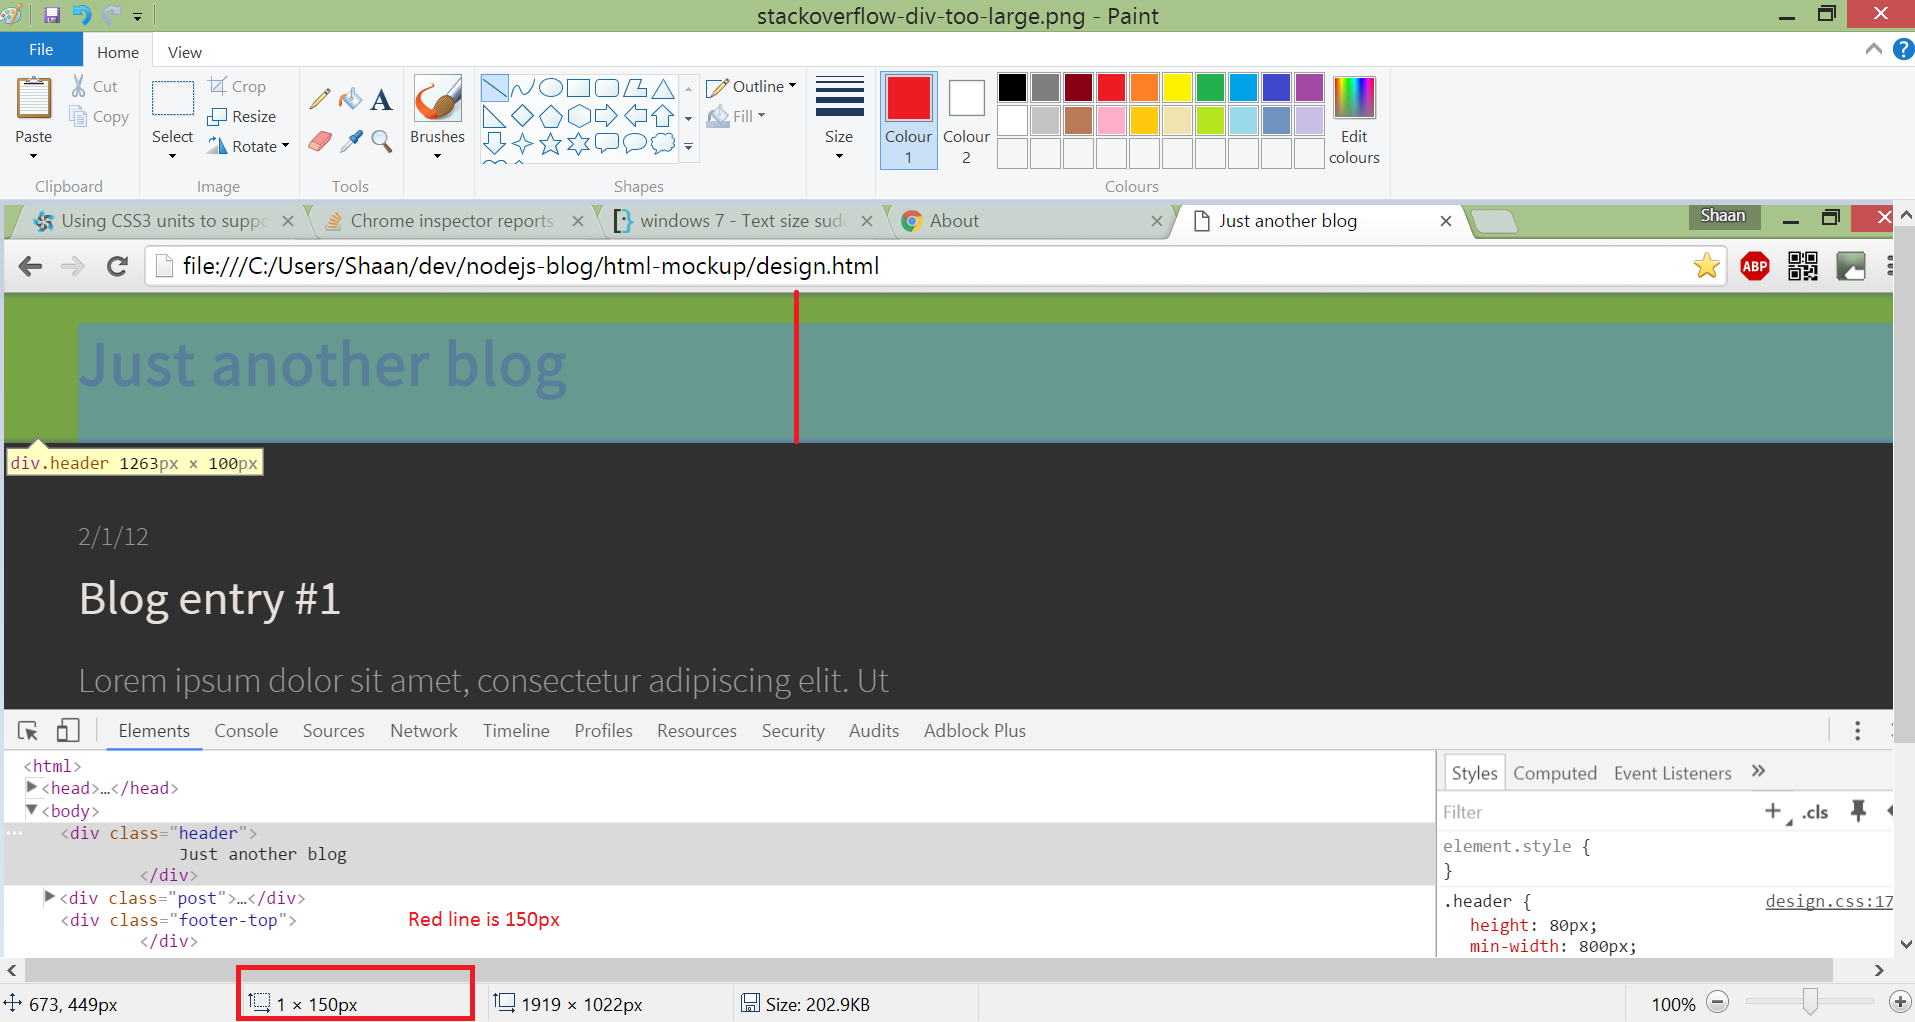 stackoverflow-div-too-large.png - Paint
File Home View
Paste
Cut
Copy
Clipboard
Select
Crop
Resize
Rotate
Image
A
Tools
Brushes
Shapes
Outline
Fill
Size
Colour 1
Colour 2
Edit colours
Colours
Using CSS3 units to suppo
Chrome inspector reports
windows 7 - Text size sud
About
Just another blog
Shaan
file:///C:/Users/Shaan/dev/nodejs-blog/html-mockup/design.html
ABP
Just another blog
div.header 1263px × 100px
2/1/12
Blog entry #1
Lorem ipsum dolor sit amet, consectetur adipiscing elit. Ut
Elements Console Sources Network Timeline Profiles Resources Security Audits Adblock Plus
<html>
<head>…</head>
<body>
<div class="header">
Just another blog
</div>
<div class="post">…</div>
<div class="footer-top">
</div>
Red line is 150px
Styles Computed Event Listeners »
Filter
+ .cls
element.style {
}
.header {
design.css:17
height: 80px;
min-width: 800px;
673, 449px
1 × 150px
1919 × 1022px
Size: 202.9KB
100%